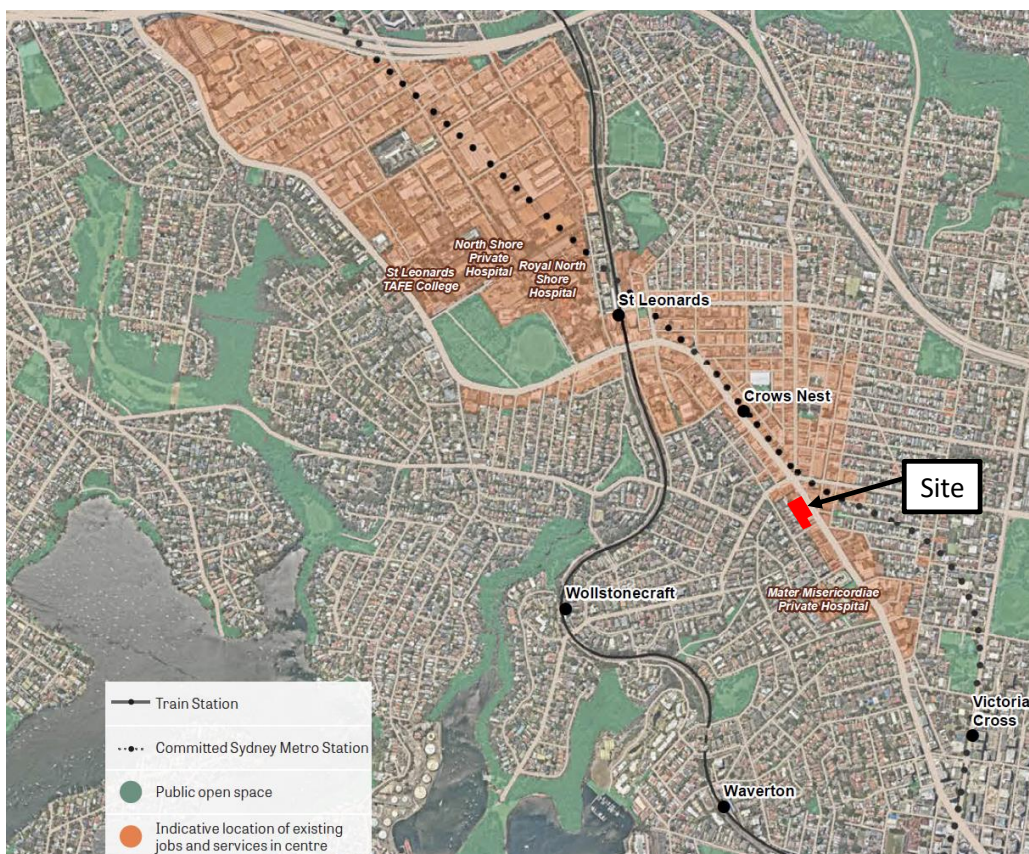 North Shore
Private
Hospital
St Leonards
TAFE College
Royal North
Shore
Hospital
St Leonards
Crows Nest
Site
Wollstonecraft
Mater Misericordiae
Private Hospital
Victoria
Cross
Waverton
Train Station
Committed Sydney Metro Station
Public open space
Indicative location of existing
jobs and services in centre